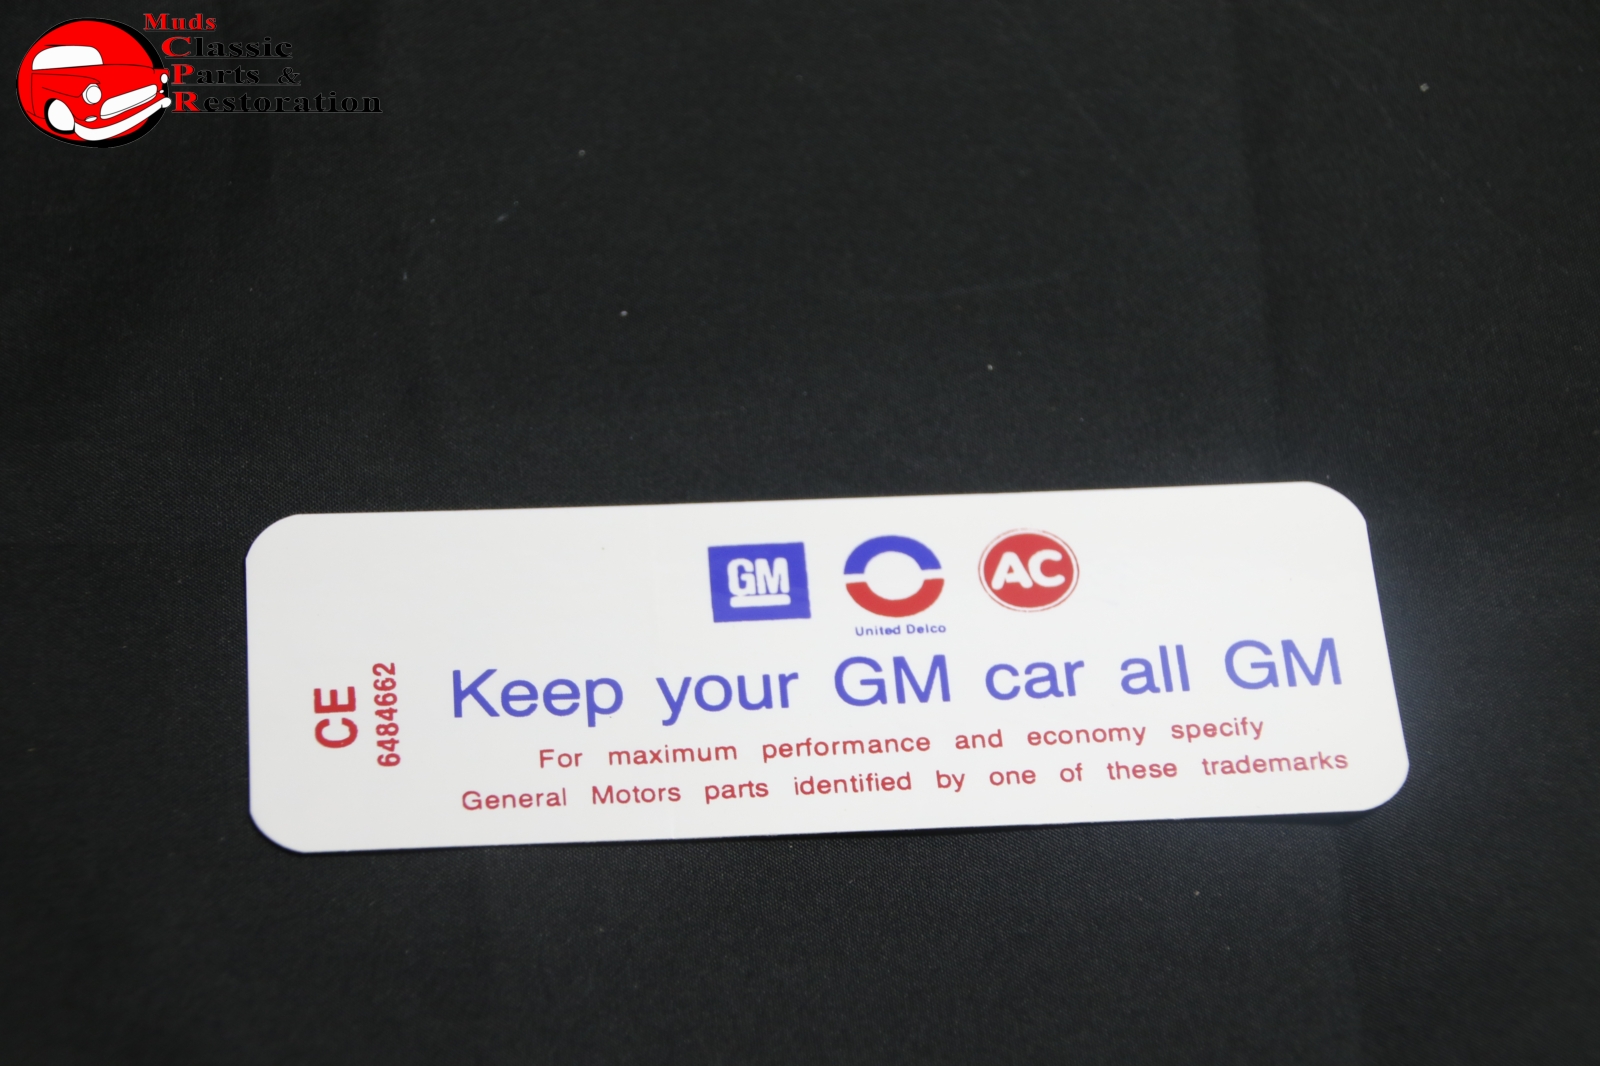 Muds
Classic
Parts &
Restoration
GM
United Delco
AC
Keep your GM car all GM
For maximum performance and economy specify
General Motors parts identified by one of these trademarks
CE
6484662